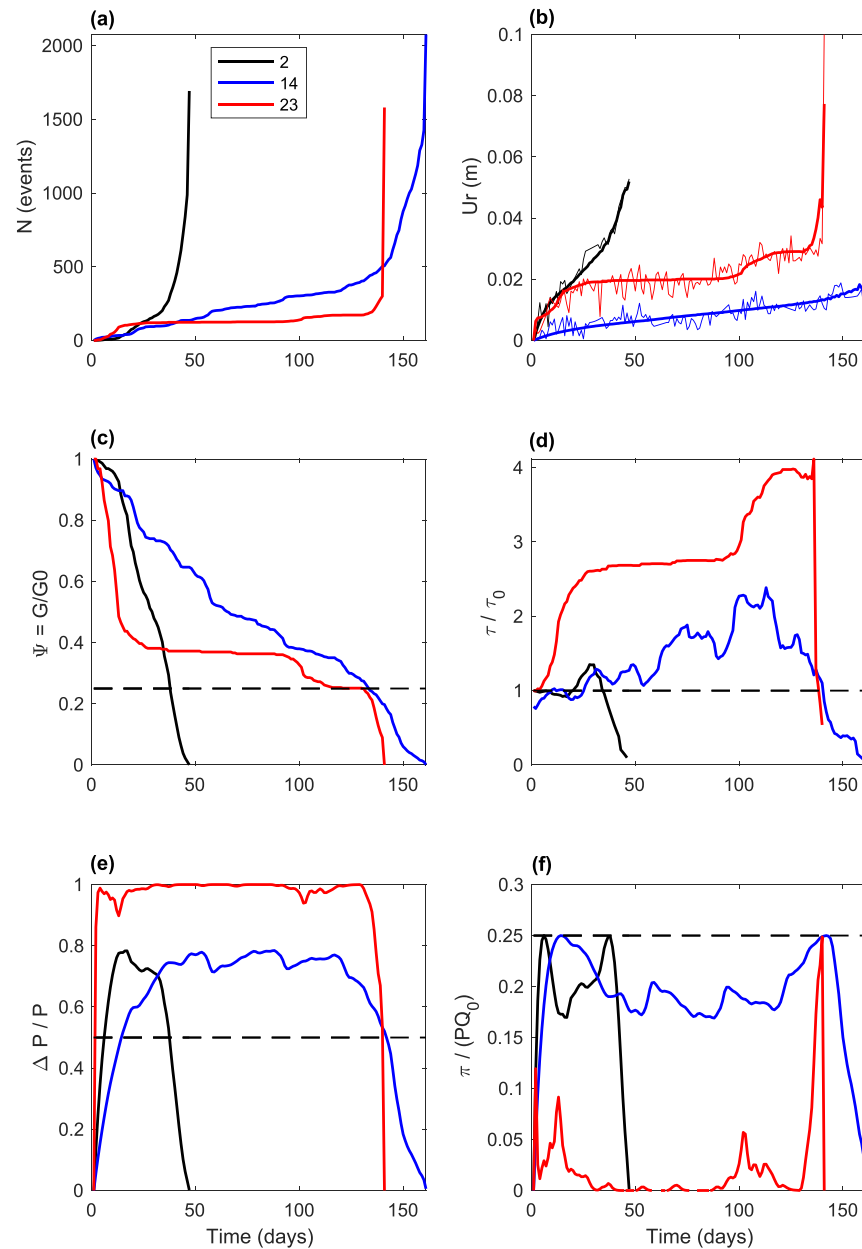 (a)
2000
1500
1000
500
0
N (events)
2
14
23
0 50 100 150
(b)
0.1
0.08
0.06
0.04
0.02
0
Ur (m)
0 50 100 150
(c)
1
0.8
0.6
0.4
0.2
0
Ψ = G/G0
0 50 100 150
(d)
4
3
2
1
0
τ / τ₀
0 50 100 150
(e)
1
0.8
0.6
0.4
0.2
0
Δ P / P
0 50 100 150
Time (days)
(f)
0.3
0.25
0.2
0.15
0.1
0.05
0
π / (PQ₀)
0 50 100 150
Time (days)